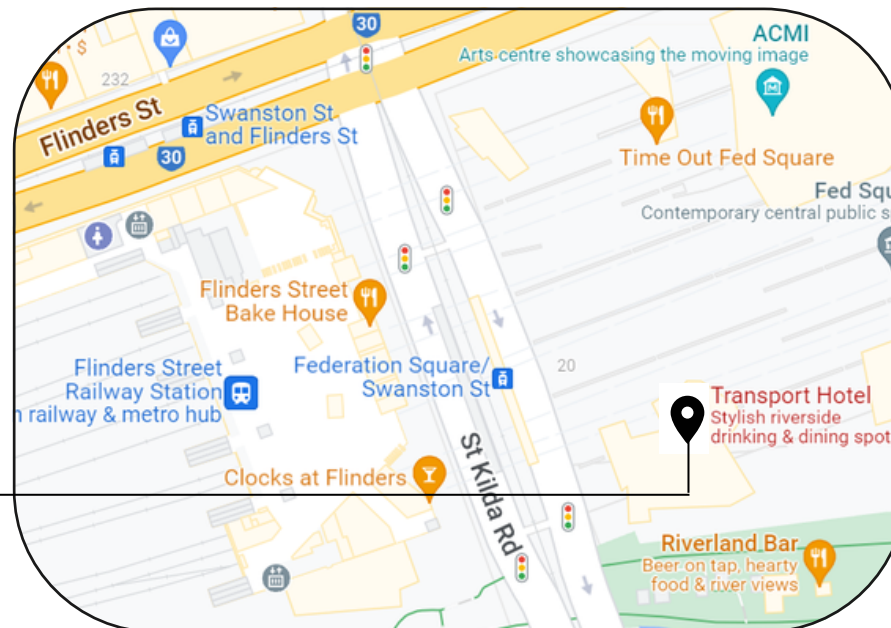 30
ACMI
Arts centre showcasing the moving image
$
232
Flinders St
Swanston St
and Flinders St
30
Time Out Fed Square
Fed Squ
Contemporary central public s
Flinders Street
Bake House
Flinders Street
Railway Station
n railway & metro hub
Federation Square/
Swanston St
20
Transport Hotel
Stylish riverside
drinking & dining spot
Clocks at Flinders
St Kilda Rd
Riverland Bar
Beer on tap, hearty
food & river views